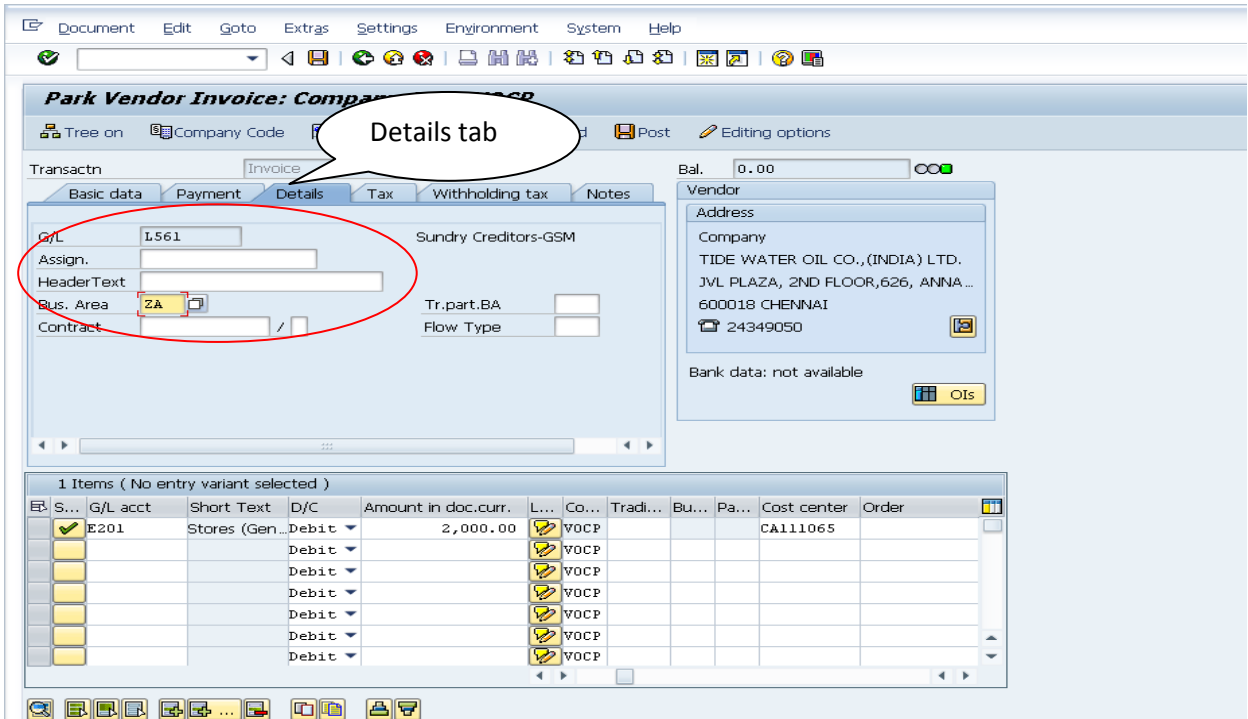 Document Edit Goto Extras Settings Environment System Help
Park Vendor Invoice: Compan
Tree on Company Code Post Editing options
Details tab
Transactn Invoice Bal. 0.00
Basic data Payment Details Tax Withholding tax Notes
Vendor
Address
G/L L561 Sundry Creditors-GSM
Company
Assign.
TIDE WATER OIL CO.,(INDIA) LTD.
HeaderText
JVL PLAZA, 2ND FLOOR,626, ANNA...
Bus. Area ZA Tr.part.BA
600018 CHENNAI
Contract / Flow Type
24349050
Bank data: not available
OIs
1 Items ( No entry variant selected )
S... G/L acct Short Text D/C Amount in doc.curr. L... Co... Tradi... Bu... Pa... Cost center Order
E201 Stores (Gen... Debit 2,000.00 VOCP CA111065
Debit VOCP
Debit VOCP
Debit VOCP
Debit VOCP
Debit VOCP
Debit VOCP